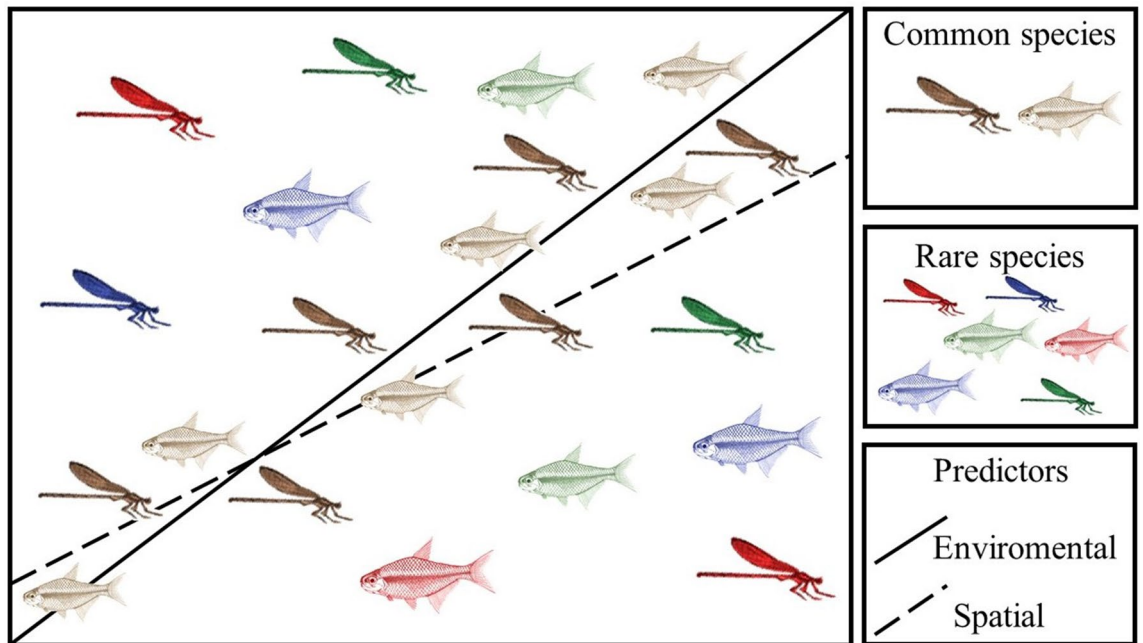 Common species
Rare species
Predictors
Enviromental
Spatial